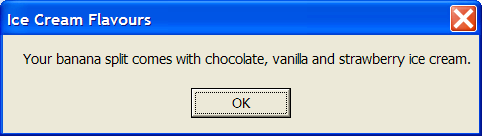 Ice Cream Flavours
Your banana split comes with chocolate, vanilla and strawberry ice cream.
OK